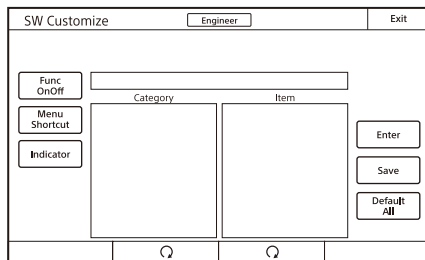 SW Customize
Engineer
Exit
Func
OnOff
Category
Item
Menu
Shortcut
Indicator
Enter
Save
Default
All